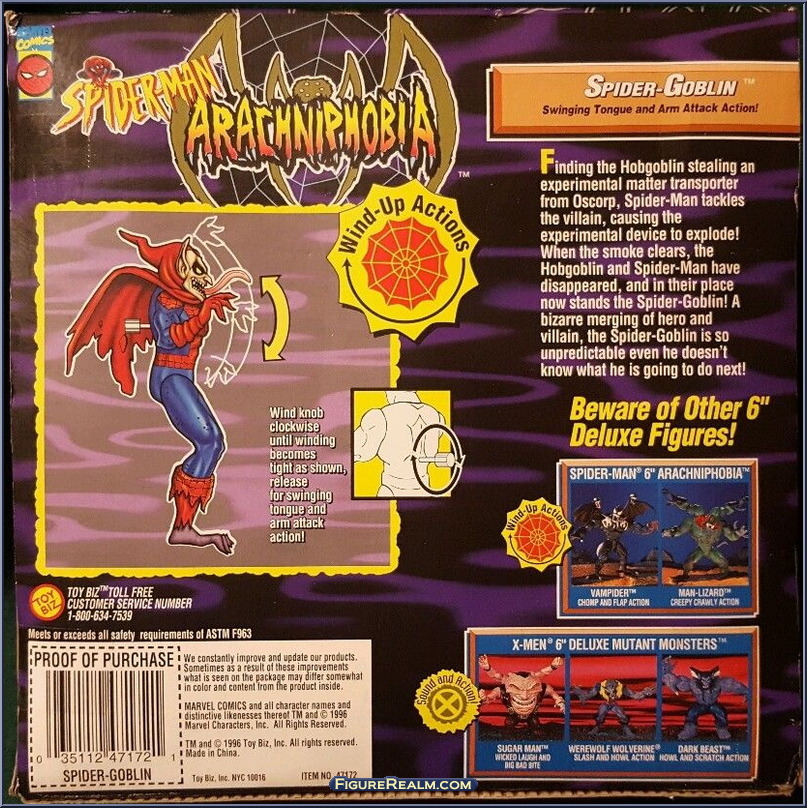 MARVEL
COMICS
SPIDER-MAN
ARACHNIPHOBIA™
SPIDER-GOBLIN™
Swinging Tongue and Arm Attack Action!
Finding the Hobgoblin stealing an
experimental matter transporter
from Oscorp, Spider-Man tackles
the villain, causing the
experimental device to explode!
When the smoke clears, the
Hobgoblin and Spider-Man have
disappeared, and in their place
now stands the Spider-Goblin! A
bizarre merging of hero and
villain, the Spider-Goblin is so
unpredictable even he doesn't
know what he is going to do next!
Wind-Up Actions
Wind knob
clockwise
until winding
becomes
tight as shown,
release
for swinging
tongue and
arm attack
action!
Beware of Other 6"
Deluxe Figures!
SPIDER-MAN® 6" ARACHNIPHOBIA™
Wind-Up Actions
VAMPIDER™
CHOMP AND FLAP ACTION
MAN-LIZARD™
CREEPY CRAWLY ACTION
X-MEN® 6" DELUXE MUTANT MONSTERS™
Sound and Action
SUGAR MAN™
WICKED LAUGH AND
BIG BAD BITE
WEREWOLF WOLVERINE®
SLASH AND HOWL ACTION
DARK BEAST™
HOWL AND SCRATCH ACTION
TOY
BIZ
TOY BIZ™ TOLL FREE
CUSTOMER SERVICE NUMBER
1-800-634-7539
Meets or exceeds all safety requirements of ASTM F963
PROOF OF PURCHASE
0 35112 47172 1
SPIDER-GOBLIN
We constantly improve and update our products.
Sometimes as a result of these improvements
what is seen on the package may differ somewhat
in color and content from the product inside.
MARVEL COMICS and all character names and
distinctive likenesses thereof TM and © 1996
Marvel Characters, Inc. All Rights Reserved.
TM and © 1996 Toy Biz, Inc. All rights reserved.
Made in China.
Toy Biz, Inc. NYC 10016
ITEM NO. 47172
FIGUREREALM.COM